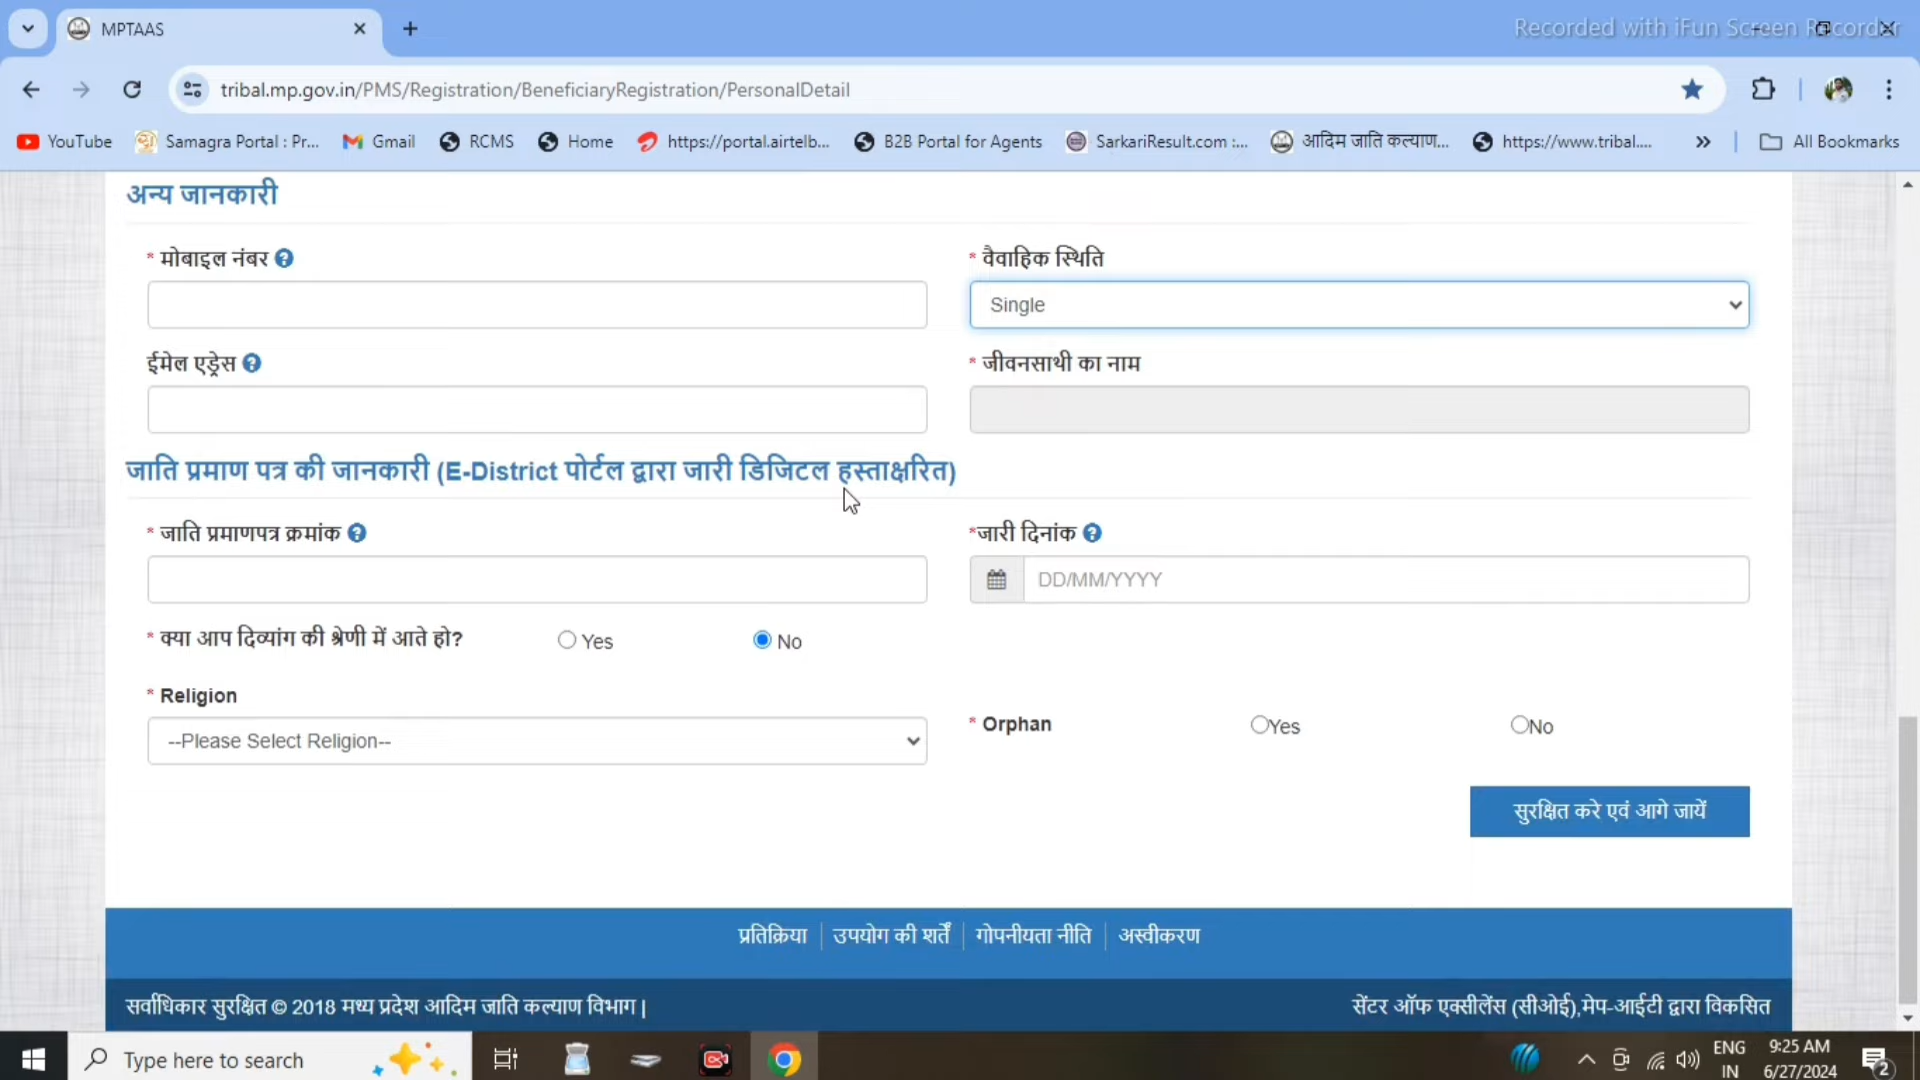 MPTAAS
Recorded with iFun Screen Recorder
tribal.mp.gov.in/PMS/Registration/BeneficiaryRegistration/PersonalDetail
YouTube Samagra Portal : Pr... Gmail RCMS Home https://portal.airtelb... B2B Portal for Agents SarkariResult.com :... आदिम जाति कल्याण... https://www.tribal.... » All Bookmarks
अन्य जानकारी
* मोबाइल नंबर ? * वैवाहिक स्थिति
Single
ईमेल एड्रेस ? * जीवनसाथी का नाम
जाति प्रमाण पत्र की जानकारी (E-District पोर्टल द्वारा जारी डिजिटल हस्ताक्षरित)
* जाति प्रमाणपत्र क्रमांक ? *जारी दिनांक ?
DD/MM/YYYY
* क्या आप दिव्यांग की श्रेणी में आते हो? Yes No
* Religion
* Orphan Yes No
--Please Select Religion--
सुरक्षित करे एवं आगे जायें
प्रतिक्रिया | उपयोग की शर्तें | गोपनीयता नीति | अस्वीकरण
सर्वाधिकार सुरक्षित © 2018 मध्य प्रदेश आदिम जाति कल्याण विभाग | सेंटर ऑफ एक्सीलेंस (सीओई),मेप-आईटी द्वारा विकसित
Type here to search
ENG 9:25 AM
IN 6/27/2024 2